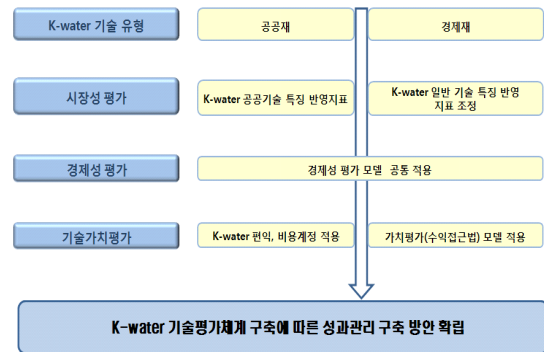 K-water 기술 유형
공공재
경제재
시장성 평가
K-water 공공기술 특징 반영지표
K-water 일반 기술 특징 반영
지표 조정
경제성 평가
경제성 평가 모델 공통 적용
기술가치평가
K-water 편익, 비용계정 적용
가치평가(수익접근법) 모델 적용
K-water 기술평가체계 구축에 따른 성과관리 구축 방안 확립